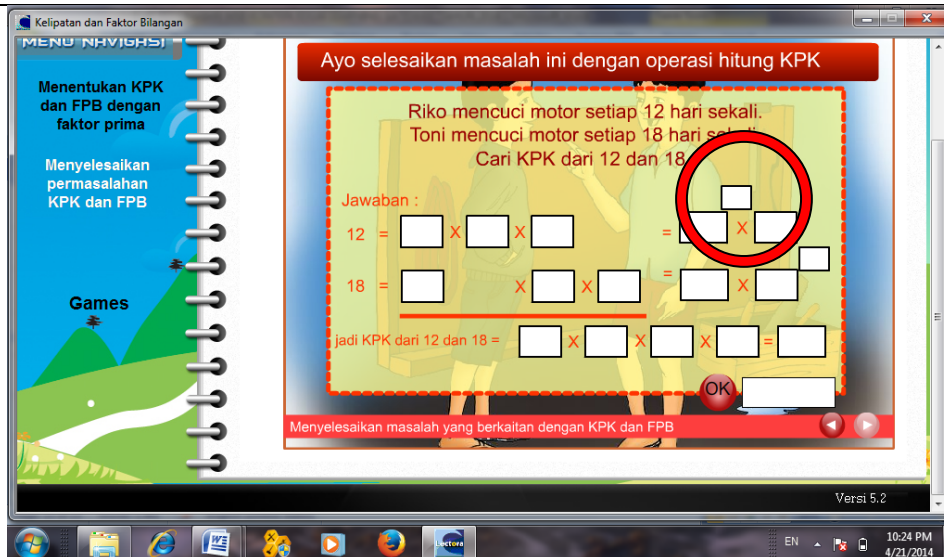 Kelipatan dan Faktor Bilangan
MENU NAVIGASI
Menentukan KPK
dan FPB dengan
faktor prima
Menyelesaikan
permasalahan
KPK dan FPB
Games
Ayo selesaikan masalah ini dengan operasi hitung KPK
Riko mencuci motor setiap 12 hari sekali.
Toni mencuci motor setiap 18 hari sekali.
Cari KPK dari 12 dan 18
Jawaban :
12 = X X = X
18 = X X = X
jadi KPK dari 12 dan 18 = X X X =
OK
Menyelesaikan masalah yang berkaitan dengan KPK dan FPB
Versi 5.2
Lectora
EN
10:24 PM
4/21/2014